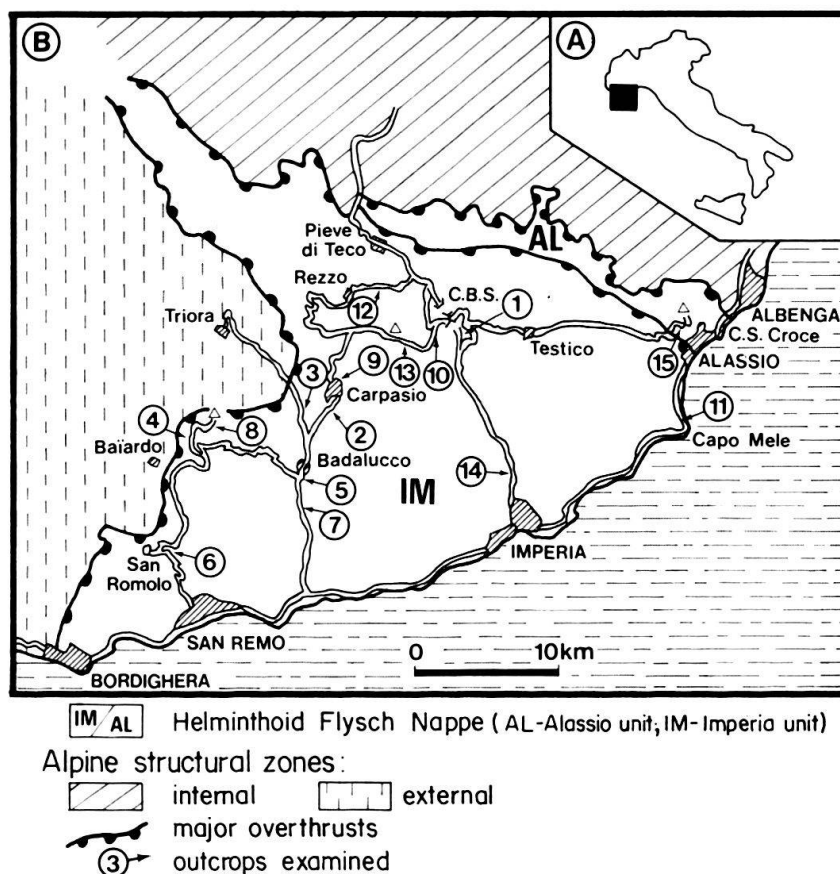 B
A
Pieve
di Teco
AL
IM
Rezzo
12
C.B.S.
1
Triora
ALBENGA
C.S. Croce
Testico
15
ALASSIO
3
9
13
10
Carpasio
11
4
8
2
Capo Mele
Baïardo
Badalucco
5
IM
14
7
San
Romolo
6
IMPERIA
0 10km
SAN REMO
BORDIGHERA
IM/AL Helminthoid Flysch Nappe (AL-Alassio unit; IM-Imperia unit)
Alpine structural zones:
internal external
major overthrusts
3 outcrops examined